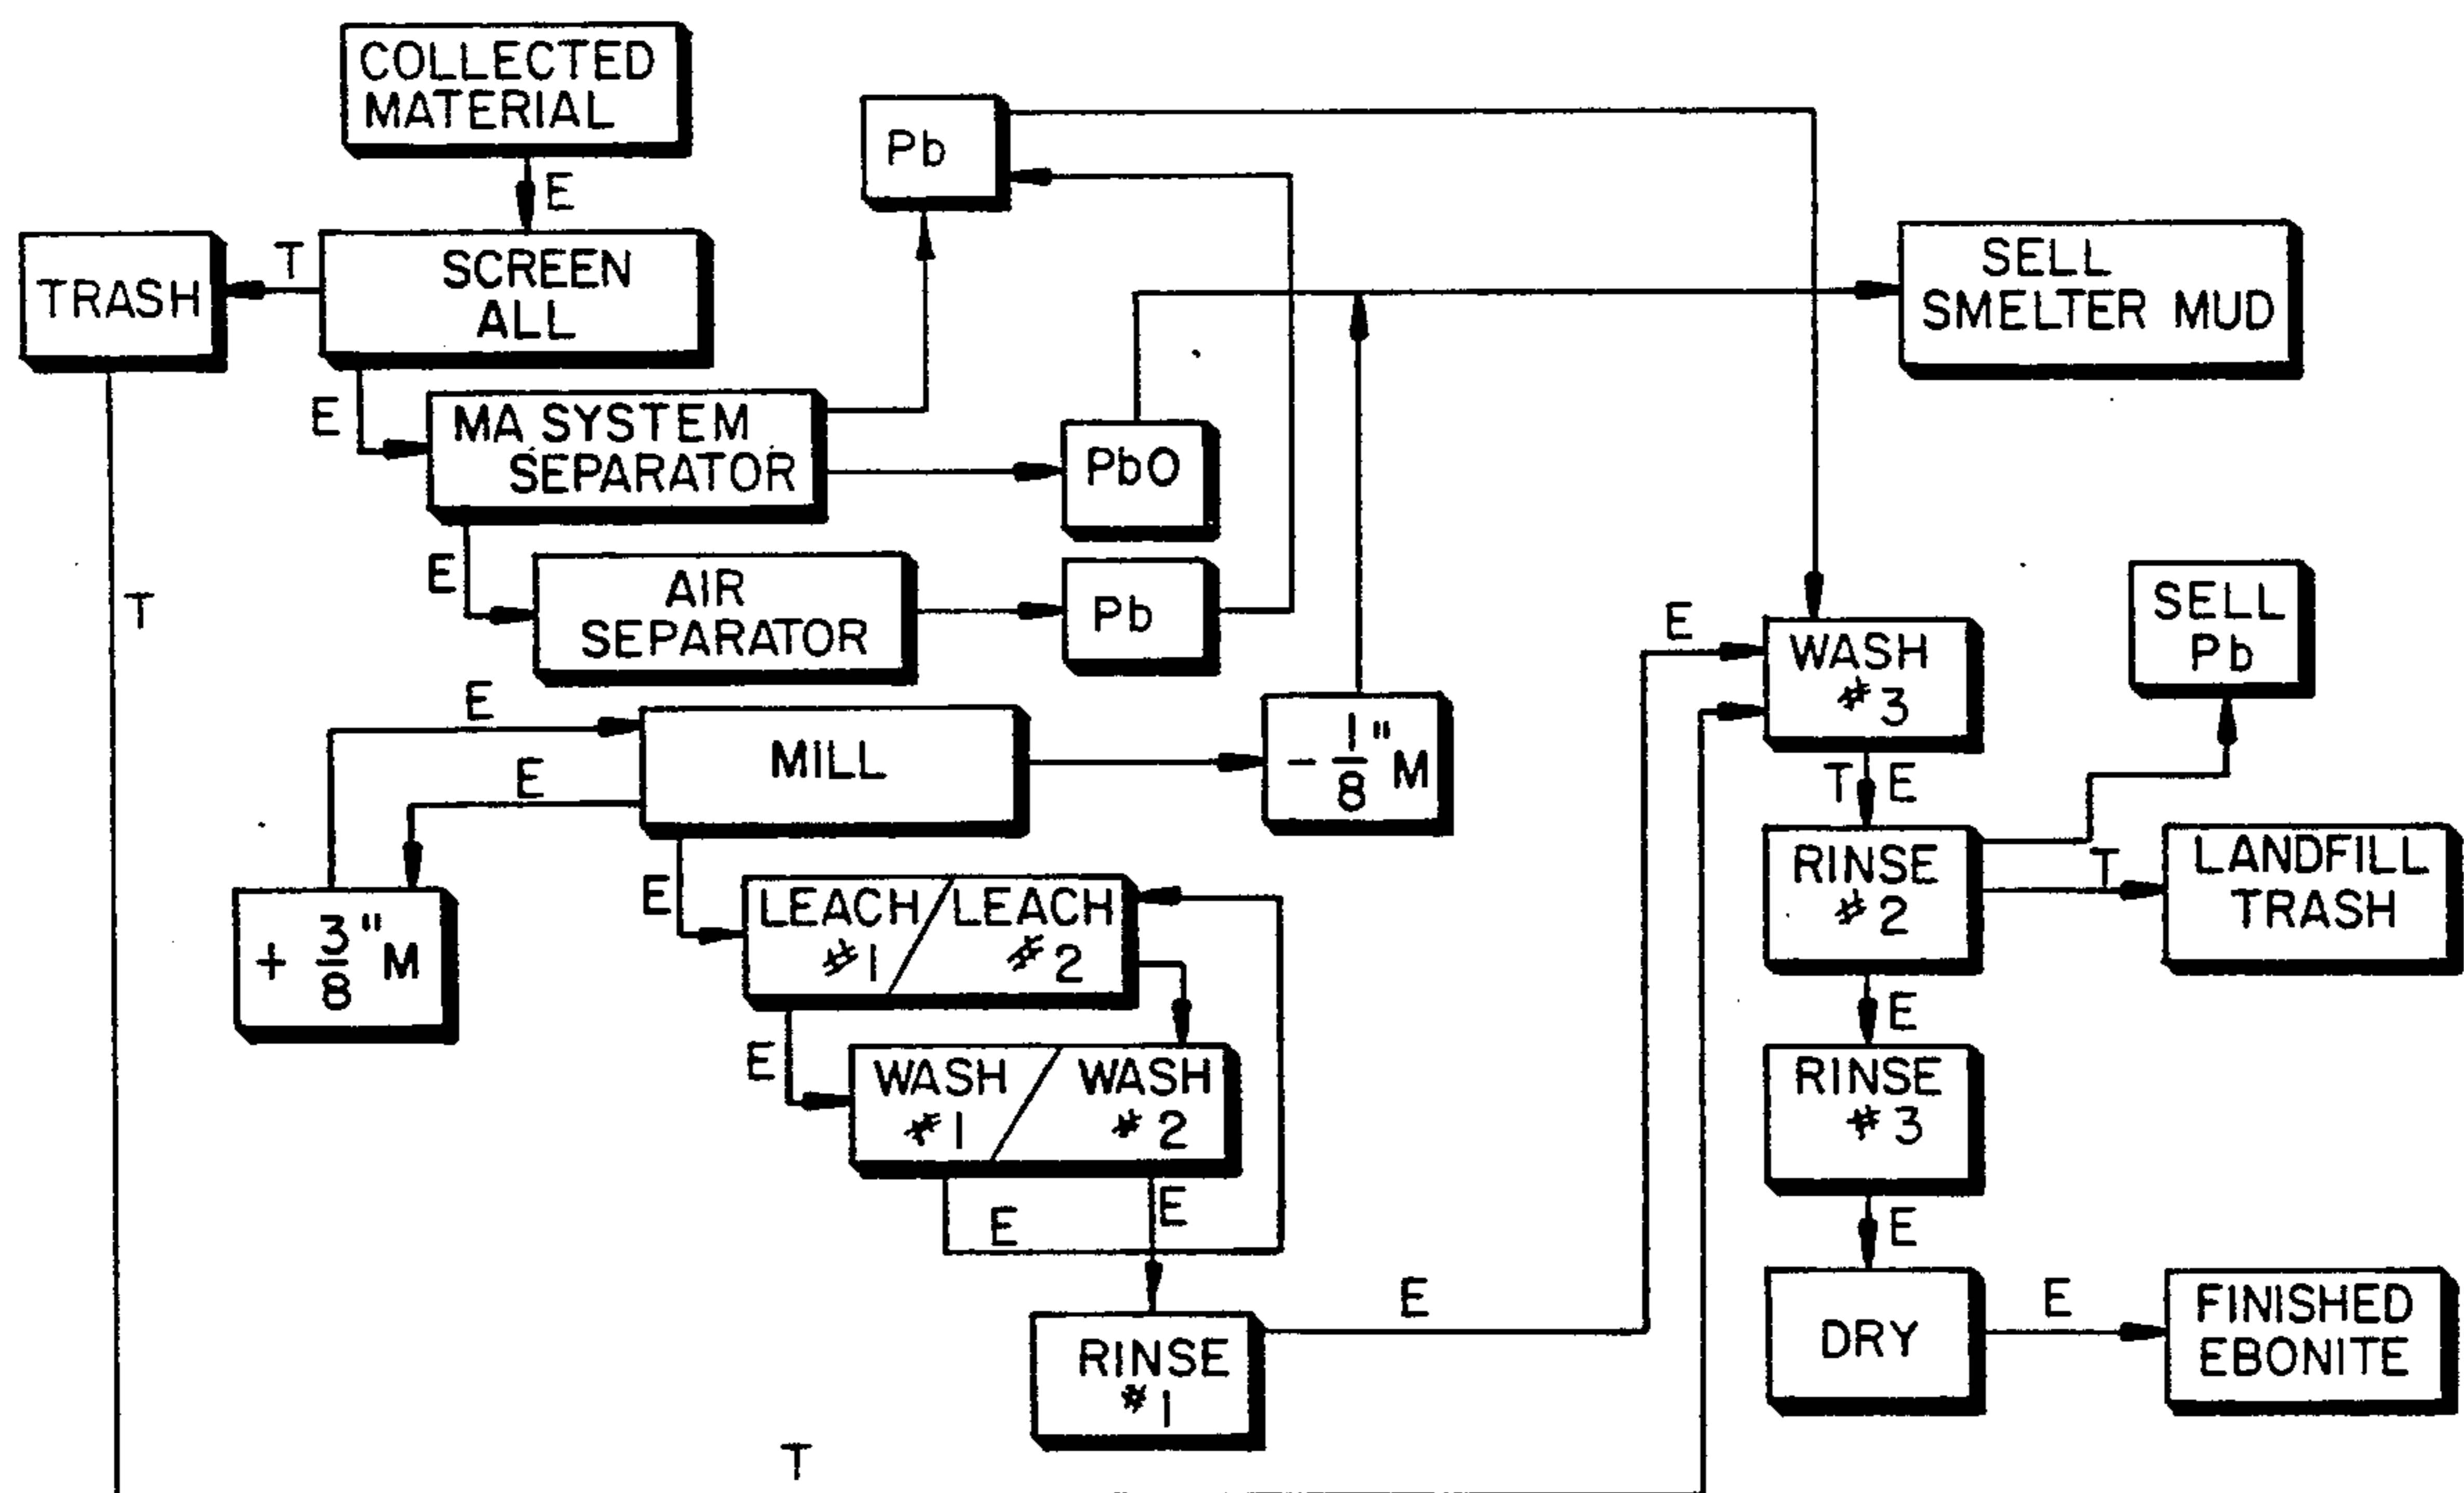 COLLECTED
MATERIAL
E
Pb
TRASH
T
SCREEN
ALL
SELL
SMELTER MUD
E
MA SYSTEM
SEPARATOR
PbO
E
AIR
SEPARATOR
Pb
T
E
WASH
#3
SELL
Pb
E
MILL
E
- 1/8" M
T E
+ 3/8" M
E
LEACH #1 / LEACH #2
RINSE
#2
T
LANDFILL
TRASH
E
E
WASH #1 / WASH #2
RINSE
#3
E
E
E
RINSE
#1
E
DRY
E
FINISHED
EBONITE
T